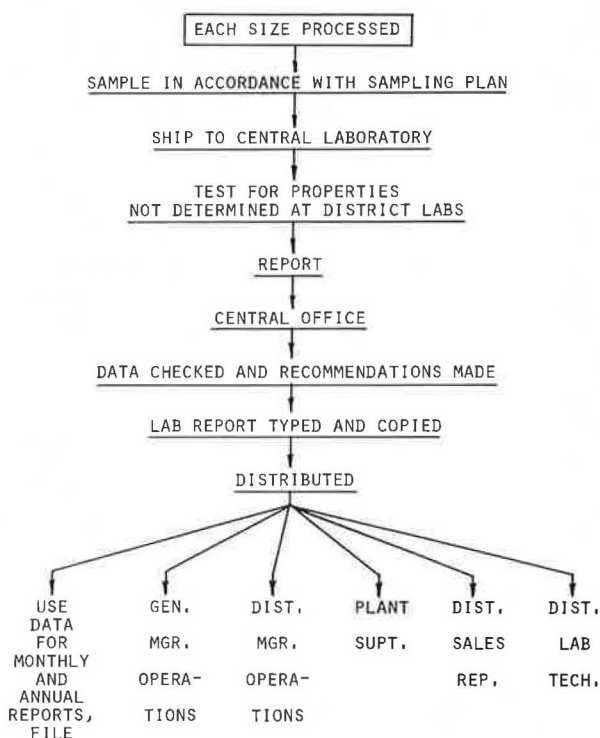 EACH SIZE PROCESSED
SAMPLE IN ACCORDANCE WITH SAMPLING PLAN
SHIP TO CENTRAL LABORATORY
TEST FOR PROPERTIES
NOT DETERMINED AT DISTRICT LABS
REPORT
CENTRAL OFFICE
DATA CHECKED AND RECOMMENDATIONS MADE
LAB REPORT TYPED AND COPIED
DISTRIBUTED
USE
DATA
FOR
MONTHLY
AND
ANNUAL
REPORTS,
FILE
GEN.
MGR.
OPERA-
TIONS
DIST.
MGR.
OPERA-
TIONS
PLANT
SUPT.
DIST.
SALES
REP.
DIST.
LAB
TECH.